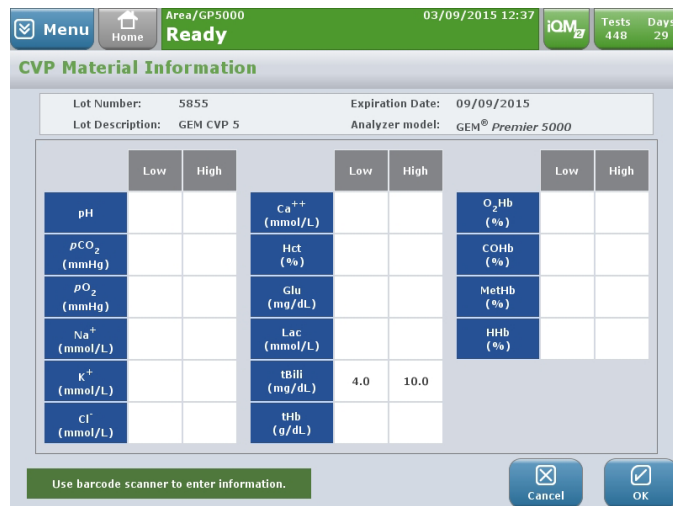 Menu
Home
Area/GP5000
Ready
03/09/2015 12:37
iQM2
Tests Days
448 29
CVP Material Information
Lot Number: 5855 Expiration Date: 09/09/2015
Lot Description: GEM CVP 5 Analyzer model: GEM® Premier 5000
Low High Low High Low High
pH Ca++ (mmol/L) O2Hb (%)
pCO2 (mmHg) Hct (%) COHb (%)
pO2 (mmHg) Glu (mg/dL) MetHb (%)
Na+ (mmol/L) Lac (mmol/L) HHb (%)
K+ (mmol/L) tBili (mg/dL) 4.0 10.0
Cl- (mmol/L) tHb (g/dL)
Use barcode scanner to enter information.
Cancel OK